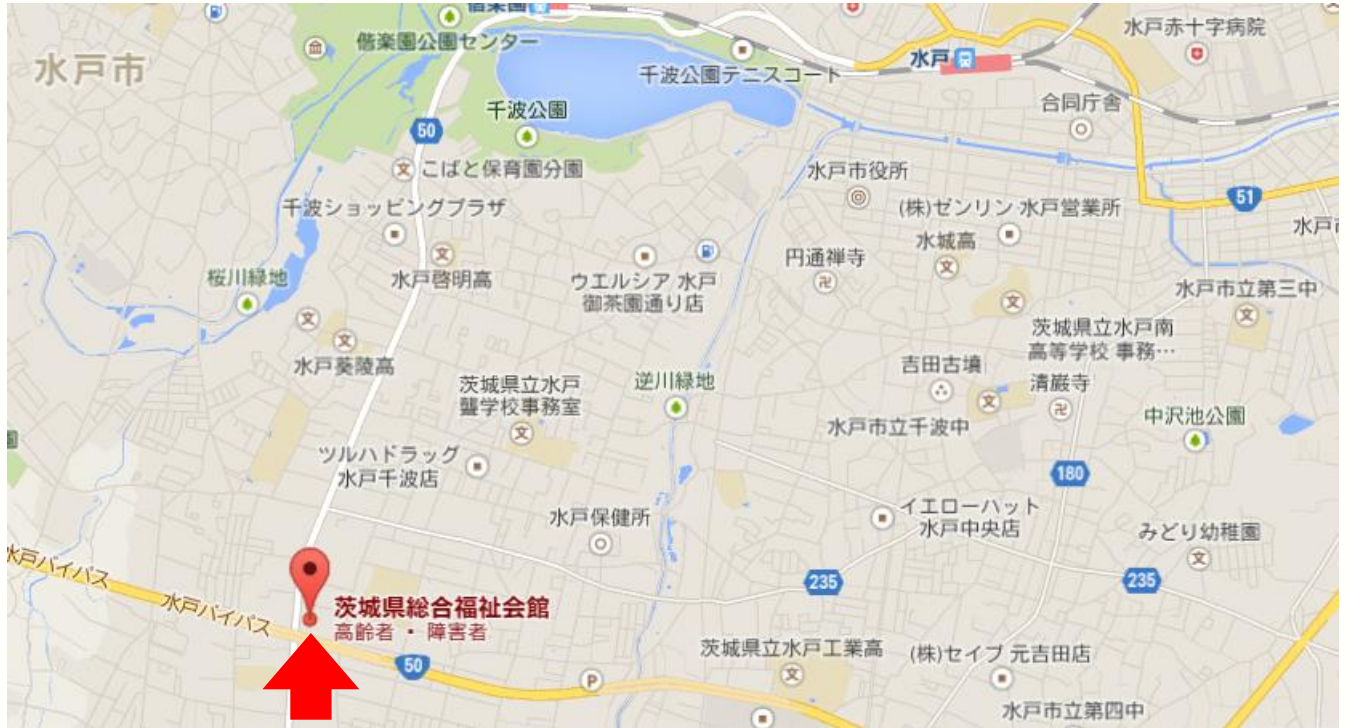 偕楽園
水戸赤十字病院
偕楽園公園センター
水戸市
水戸
千波公園テニスコート
千波公園
合同庁舎
50
こばと保育園分園
水戸市役所
51
千波ショッピングプラザ
(株)ゼンリン 水戸営業所
水戸市
水城高
円通禅寺
桜川緑地
水戸啓明高
ウエルシア 水戸
御茶園通り店
水戸市立第三中
茨城県立水戸南
高等学校 事務…
水戸葵陵高
吉田古墳
茨城県立水戸
聾学校事務室
逆川緑地
清巌寺
中沢池公園
水戸市立千波中
ツルハドラッグ
水戸千波店
180
イエローハット
水戸中央店
水戸保健所
みどり幼稚園
水戸バイパス
235
235
水戸バイパス
茨城県総合福祉会館
高齢者 ・ 障害者
茨城県立水戸工業高
(株)セイブ 元吉田店
50
P
水戸市立第四中